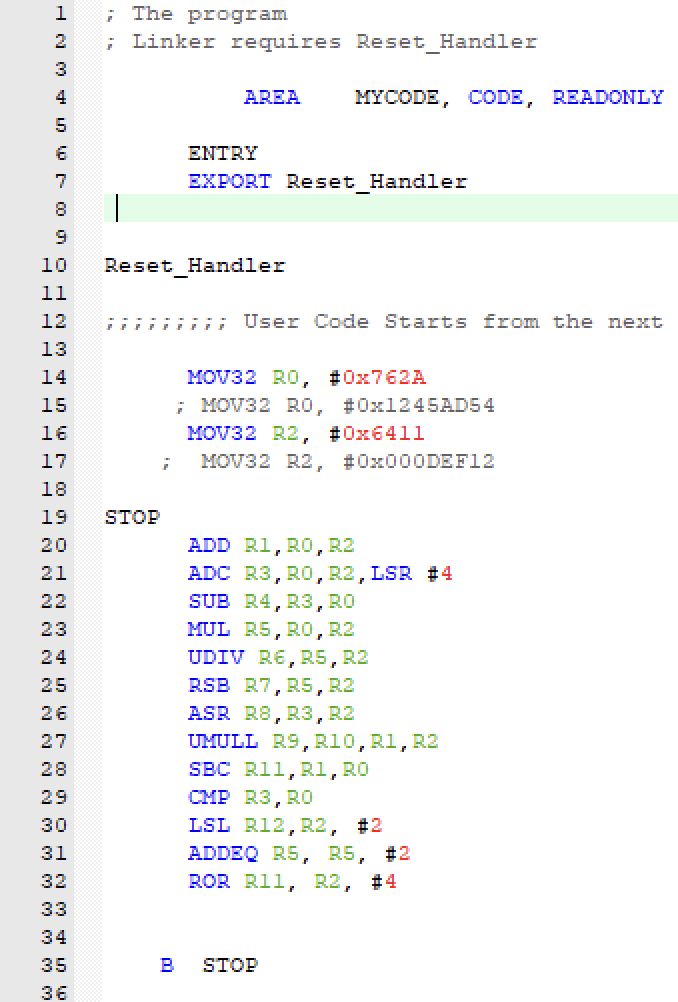 1 ; The program
2 ; Linker requires Reset_Handler
3
4 AREA MYCODE, CODE, READONLY
5
6 ENTRY
7 EXPORT Reset_Handler
8
9
10 Reset_Handler
11
12 ;;;;;;;;; User Code Starts from the next
13
14 MOV32 R0, #0x762A
15 ; MOV32 R0, #0x1245AD54
16 MOV32 R2, #0x6411
17 ; MOV32 R2, #0x000DEF12
18
19 STOP
20 ADD R1,R0,R2
21 ADC R3,R0,R2,LSR #4
22 SUB R4,R3,R0
23 MUL R5,R0,R2
24 UDIV R6,R5,R2
25 RSB R7,R5,R2
26 ASR R8,R3,R2
27 UMULL R9,R10,R1,R2
28 SBC R11,R1,R0
29 CMP R3,R0
30 LSL R12,R2, #2
31 ADDEQ R5, R5, #2
32 ROR R11, R2, #4
33
34
35 B STOP
36